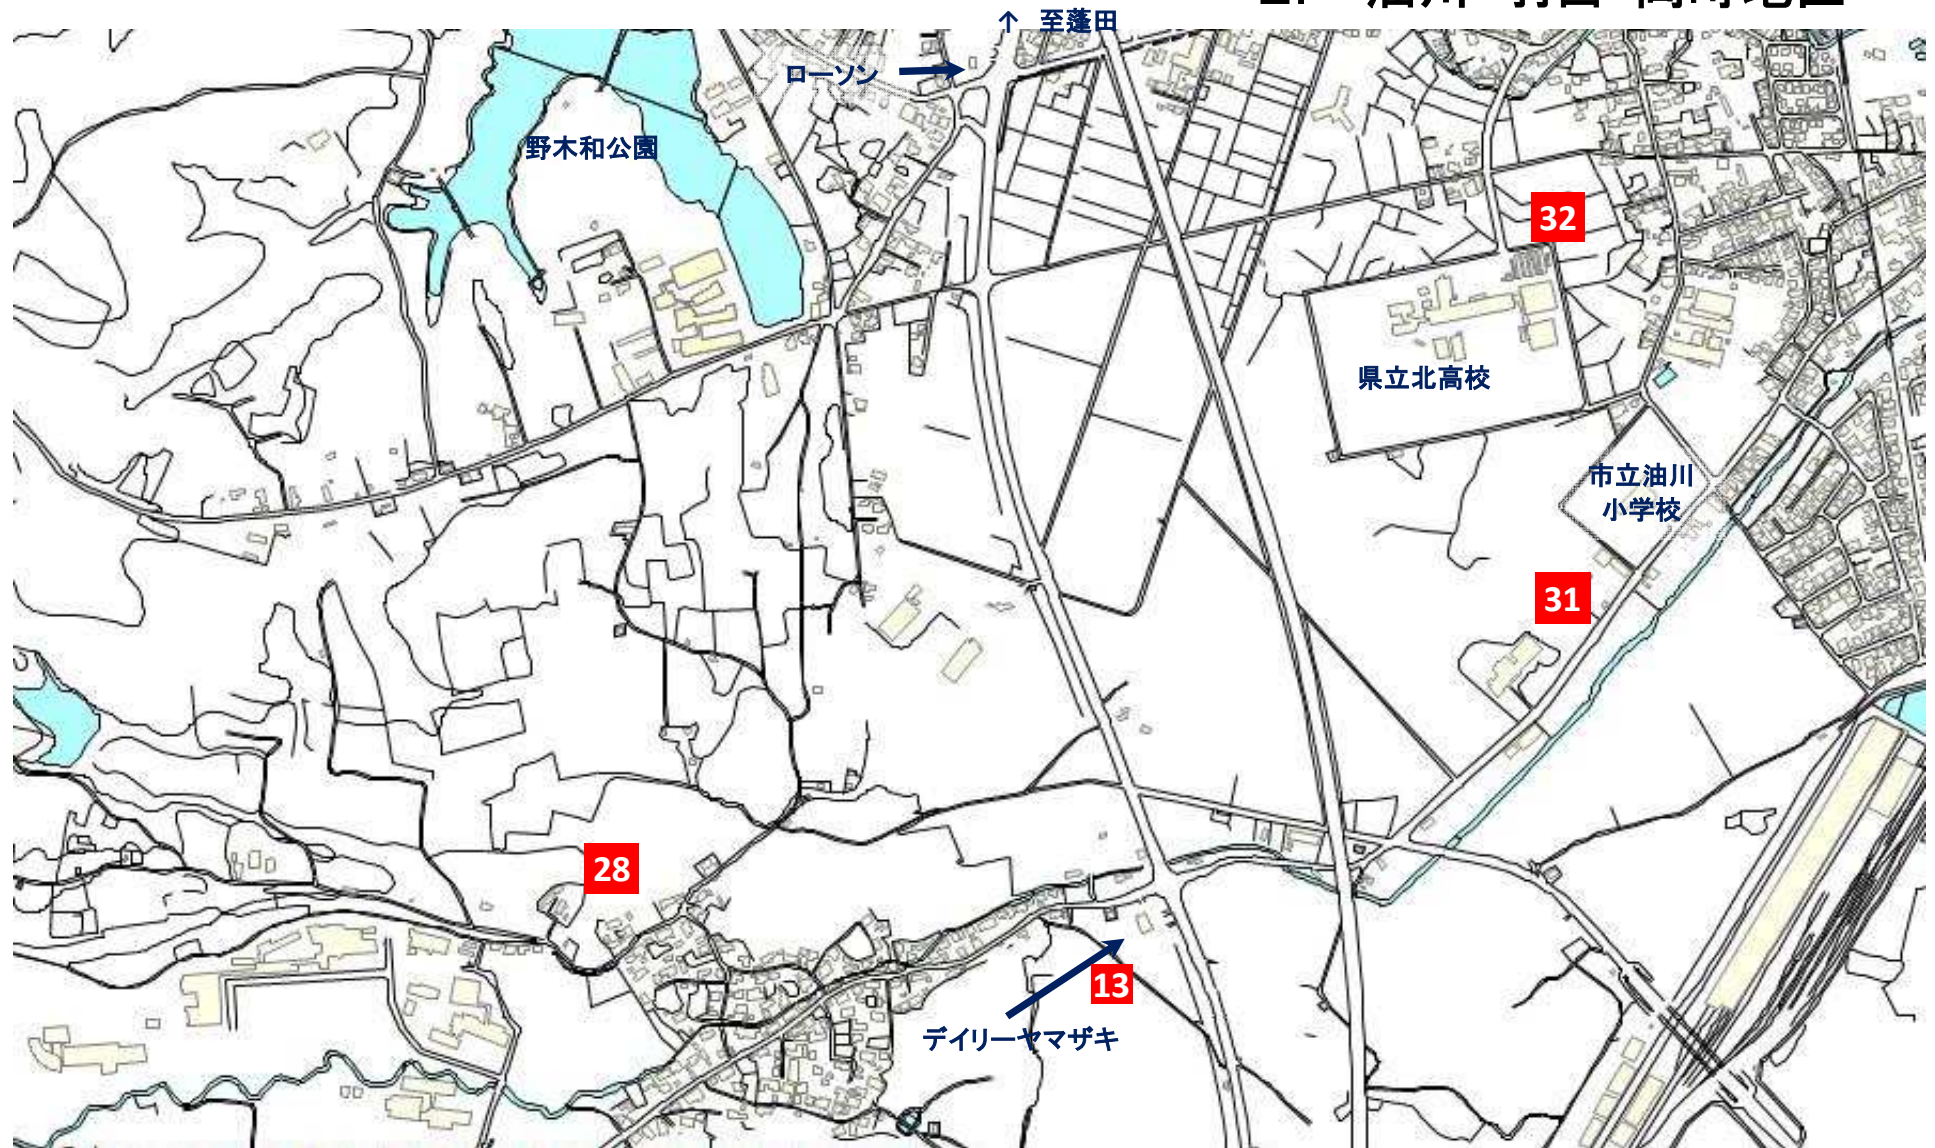 ↑ 至蓬田
ローソン
野木和公園
32
県立北高校
市立油川
小学校
31
28
13
デイリーヤマザキ